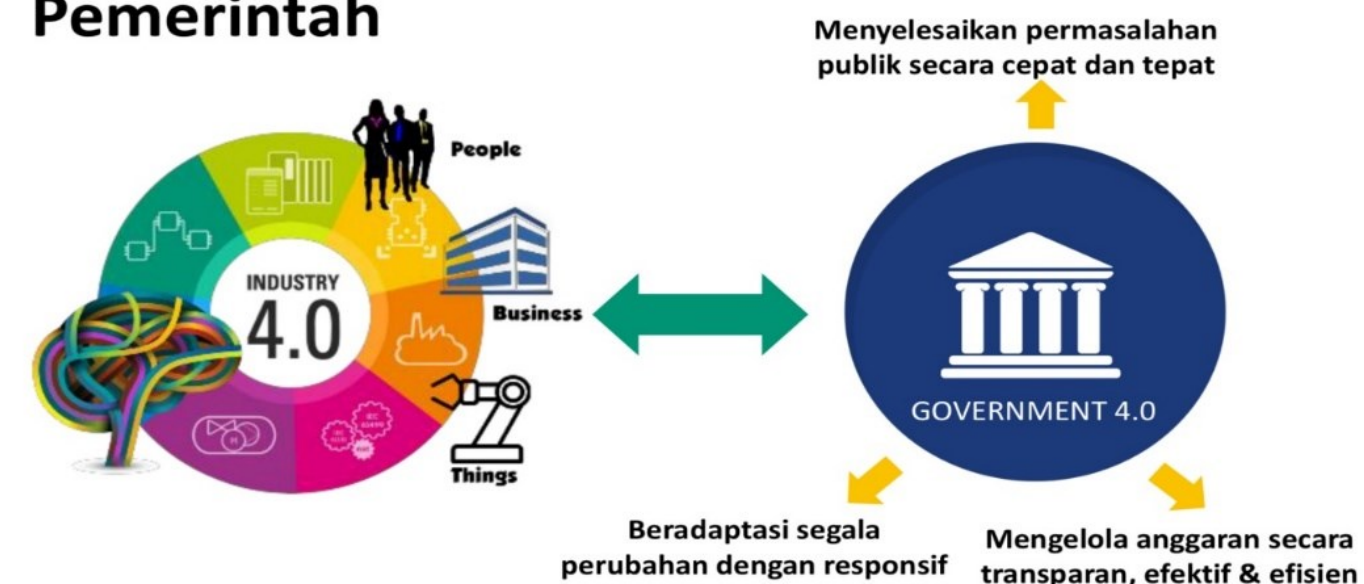 Pemerintah
Menyelesaikan permasalahan
publik secara cepat dan tepat
People
INDUSTRY
4.0
Business
Things
GOVERNMENT 4.0
Beradaptasi segala
perubahan dengan responsif
Mengelola anggaran secara
transparan, efektif & efisien